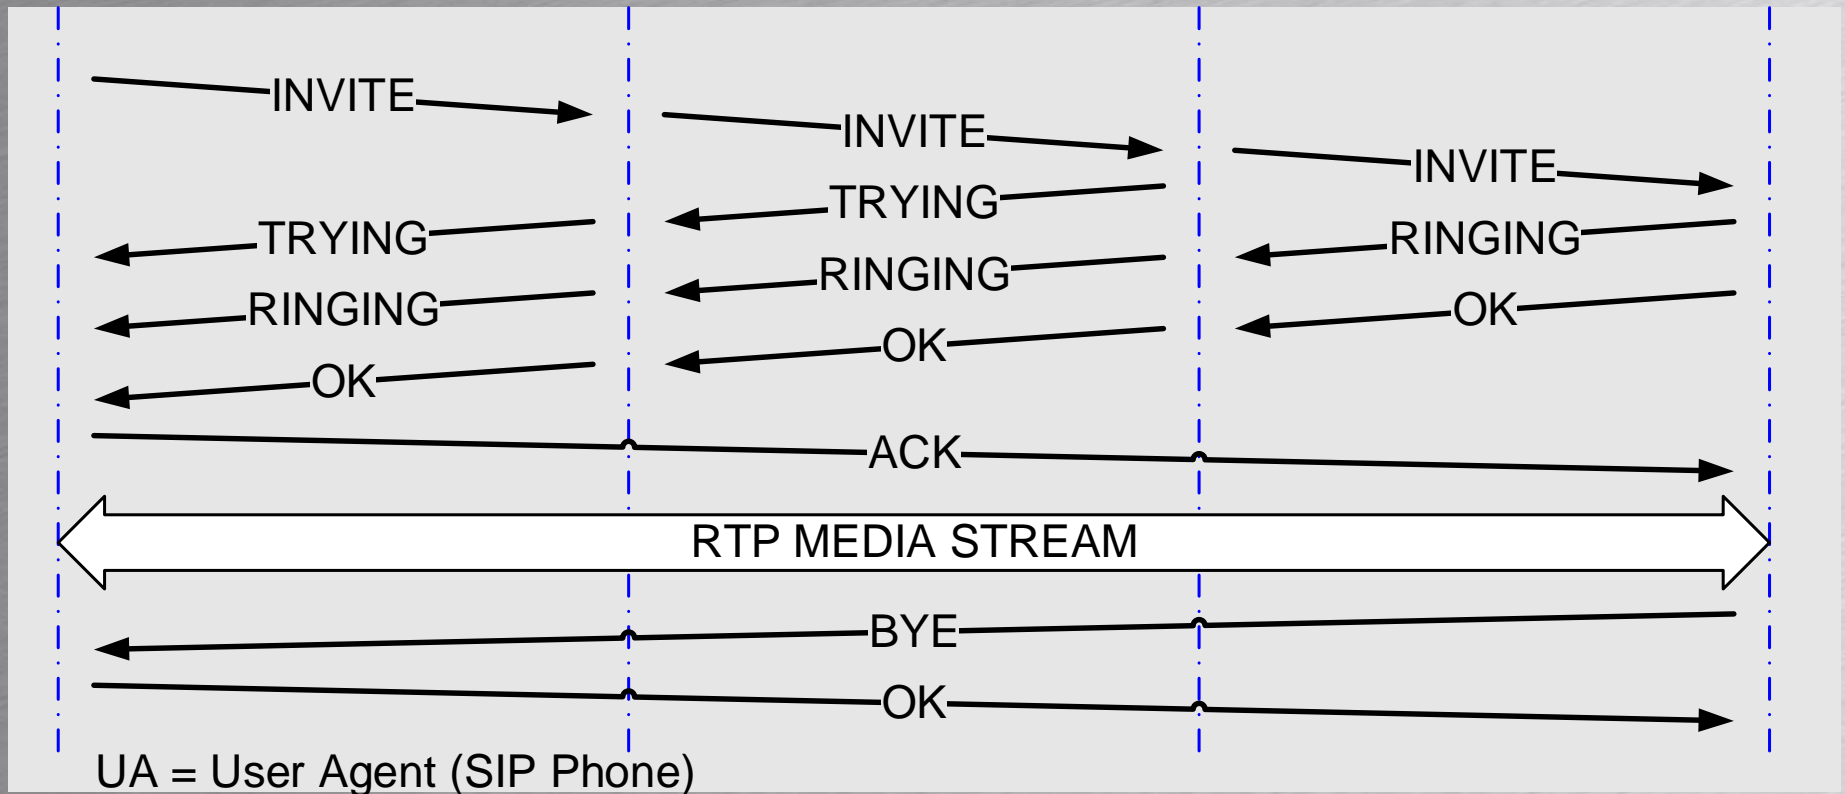 INVITE
INVITE
INVITE
TRYING
TRYING
RINGING
RINGING
RINGING
OK
OK
OK
ACK
RTP MEDIA STREAM
BYE
OK
UA = User Agent (SIP Phone)